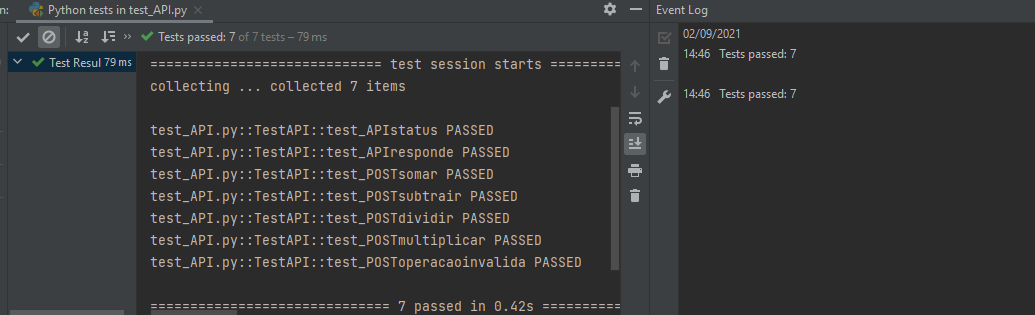 n:
Python tests in test_API.py
Tests passed: 7 of 7 tests – 79 ms
Test Resul 79 ms
============================= test session starts =========
collecting ... collected 7 items
test_API.py::TestAPI::test_APIstatus PASSED
test_API.py::TestAPI::test_APIresponde PASSED
test_API.py::TestAPI::test_POSTsomar PASSED
test_API.py::TestAPI::test_POSTsubtrair PASSED
test_API.py::TestAPI::test_POSTdividir PASSED
test_API.py::TestAPI::test_POSTmultiplicar PASSED
test_API.py::TestAPI::test_POSToperacaoinvalida PASSED
============================== 7 passed in 0.42s ==========
Event Log
02/09/2021
14:46 Tests passed: 7
14:46 Tests passed: 7